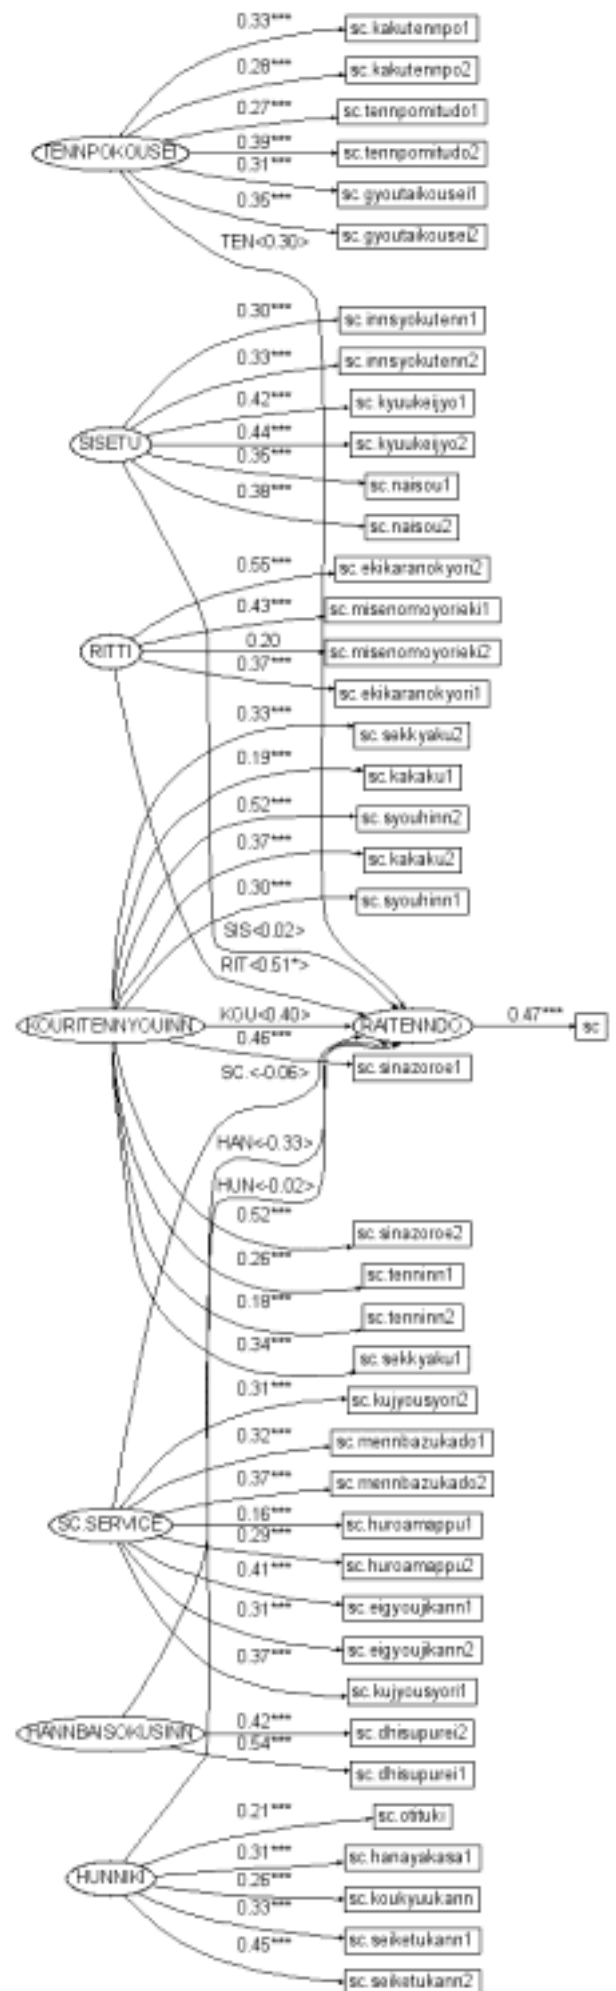 0.33***
sc.kakutennpo1
0.28***
sc.kakutennpo2
0.27***
sc.tennpomitudo1
TENNPOKOUSEI
0.39***
sc.tennpomitudo2
0.31***
sc.gyoutaikousei1
0.35***
sc.gyoutaikousei2
TEN<0.30>
0.30***
sc.innsyokutenn1
0.33***
sc.innsyokutenn2
0.42***
sc.kyuukeijyo1
SISETU
0.44***
sc.kyuukeijyo2
0.35***
sc.naisou1
0.38***
sc.naisou2
0.55***
sc.ekikaranokyori2
0.43***
sc.misenomoyorieki1
RITTI
0.20
sc.misenomoyorieki2
0.37***
sc.ekikaranokyori1
0.33***
sc.sekkyaku2
0.19***
sc.kakaku1
0.52***
sc.syouhinn2
0.37***
sc.kakaku2
0.30***
sc.syouhinn1
SIS<0.02>
RIT<0.51*>
KOURITENNYOUINN
KOU<0.40>
RAITENNDO
0.47***
sc
0.46***
sc.sinazoroe1
SC.<-0.06>
HAN<-0.33>
HUN<-0.02>
0.52***
sc.sinazoroe2
0.25***
sc.tenninn1
0.18***
sc.tenninn2
0.34***
sc.sekkyaku1
0.31***
sc.kujyousyori2
0.32***
sc.mennbazukado1
0.37***
sc.mennbazukado2
SC.SERVICE
0.16***
sc.huroamappu1
0.29***
sc.huroamappu2
0.41***
sc.eigyoujikann1
0.31***
sc.eigyoujikann2
0.37***
sc.kujyousyori1
HANNBAISOKUSINN
0.42***
sc.dhisupurei2
0.54***
sc.dhisupurei1
0.21***
sc.otituki
0.31***
sc.hanayakasa1
HUNNIKI
0.26***
sc.koukyuukann
0.33***
sc.seiketukann1
0.45***
sc.seiketukann2